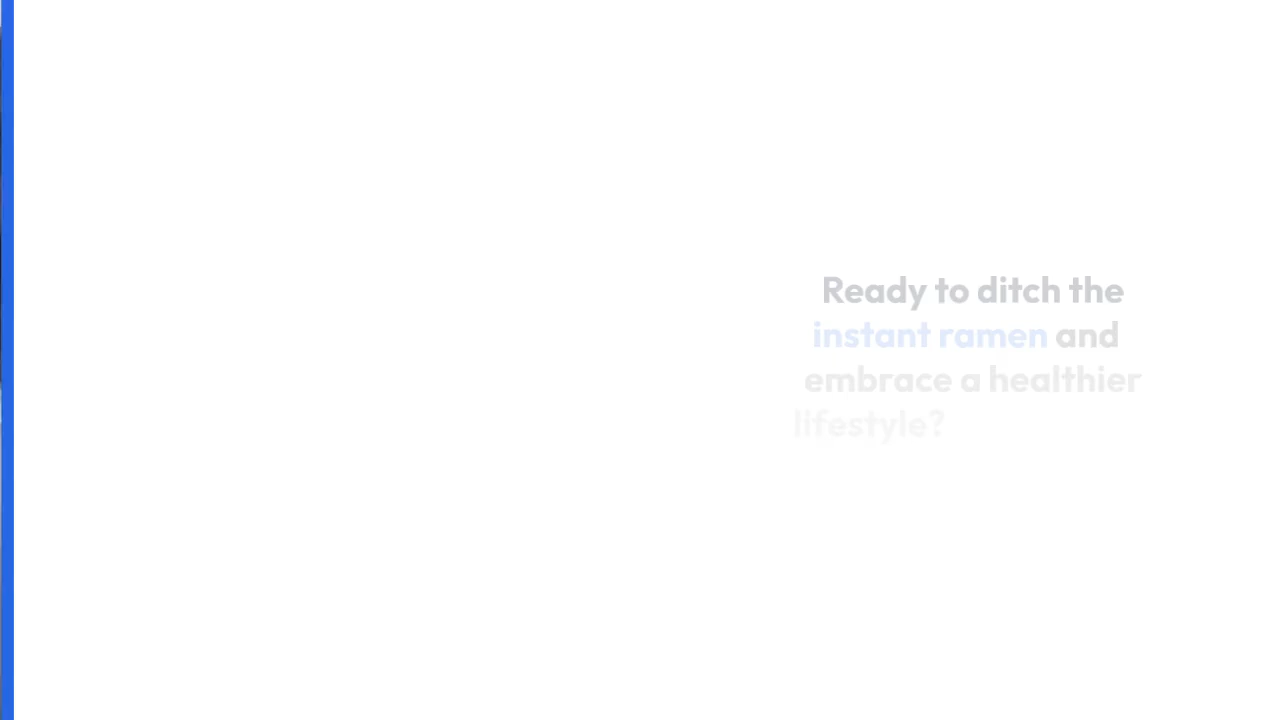 Ready to ditch the
instant ramen and
embrace a healthier
lifestyle?